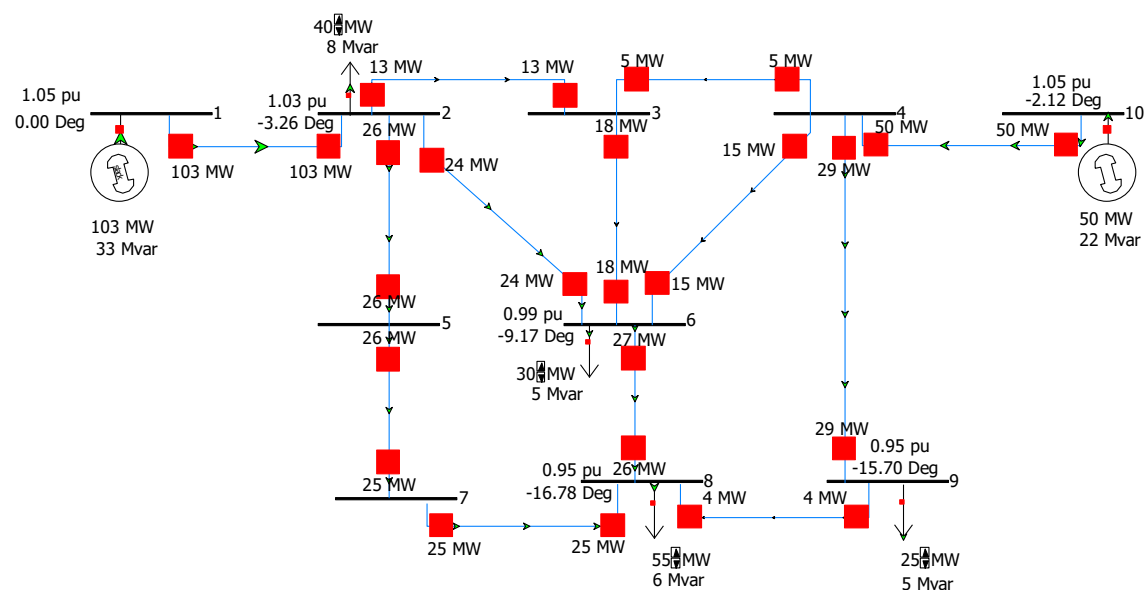 40 MW
8 Mvar
13 MW
13 MW
5 MW
5 MW
1.05 pu
0.00 Deg
1
1.03 pu
-3.26 Deg
2
3
4
1.05 pu
-2.12 Deg
10
26 MW
18 MW
50 MW
50 MW
103 MW
103 MW
24 MW
15 MW
29 MW
slack
103 MW
33 Mvar
50 MW
22 Mvar
24 MW
18 MW
15 MW
26 MW
0.99 pu
-9.17 Deg
6
5
26 MW
27 MW
30 MW
5 Mvar
29 MW
0.95 pu
-15.70 Deg
9
0.95 pu
-16.78 Deg
26 MW
8
25 MW
7
4 MW
4 MW
25 MW
25 MW
55 MW
6 Mvar
25 MW
5 Mvar